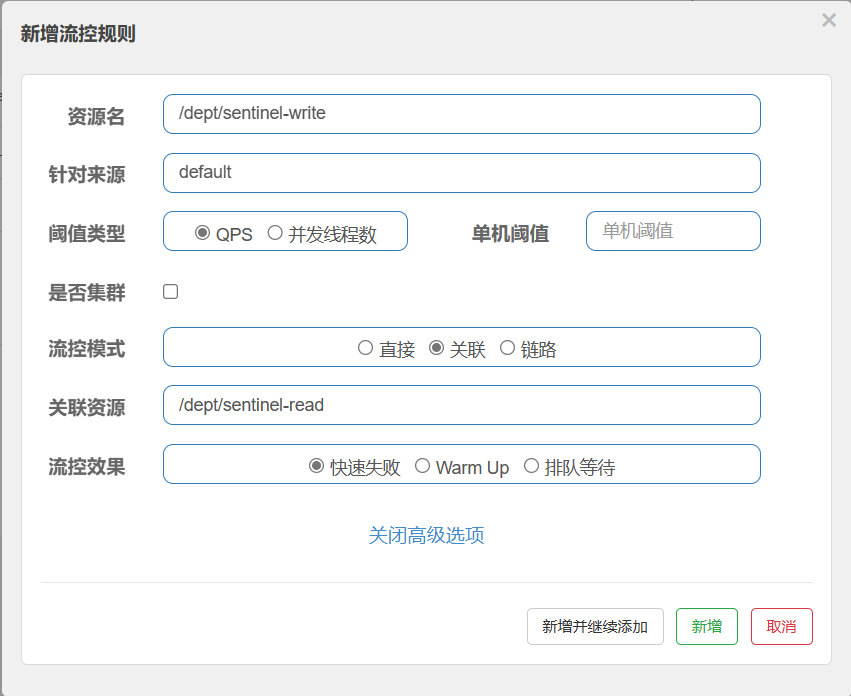 新增流控规则
×
资源名 /dept/sentinel-write
针对来源 default
阈值类型 QPS 并发线程数 单机阈值 单机阈值
是否集群
流控模式 直接 关联 链路
关联资源 /dept/sentinel-read
流控效果 快速失败 Warm Up 排队等待
关闭高级选项
新增并继续添加 新增 取消